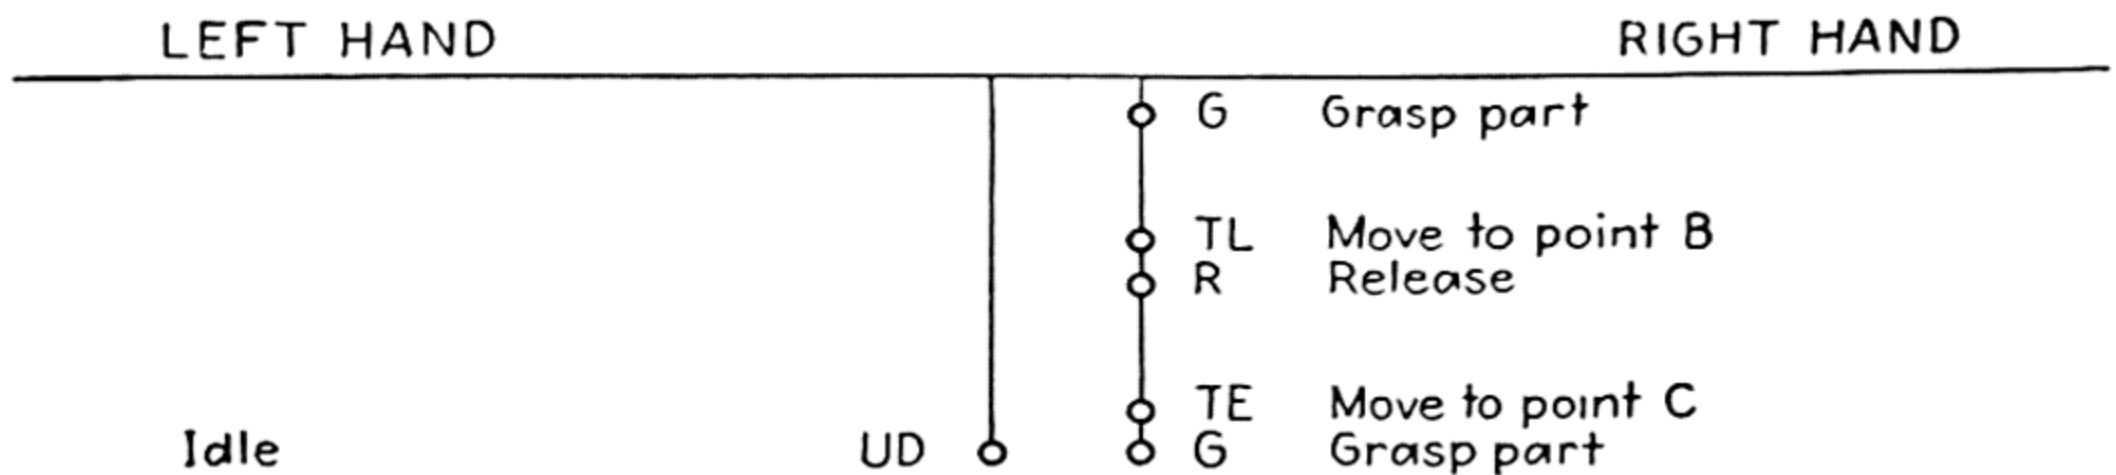 LEFT HAND RIGHT HAND
G Grasp part
TL Move to point B
R Release
TE Move to point C
Idle UD G Grasp part